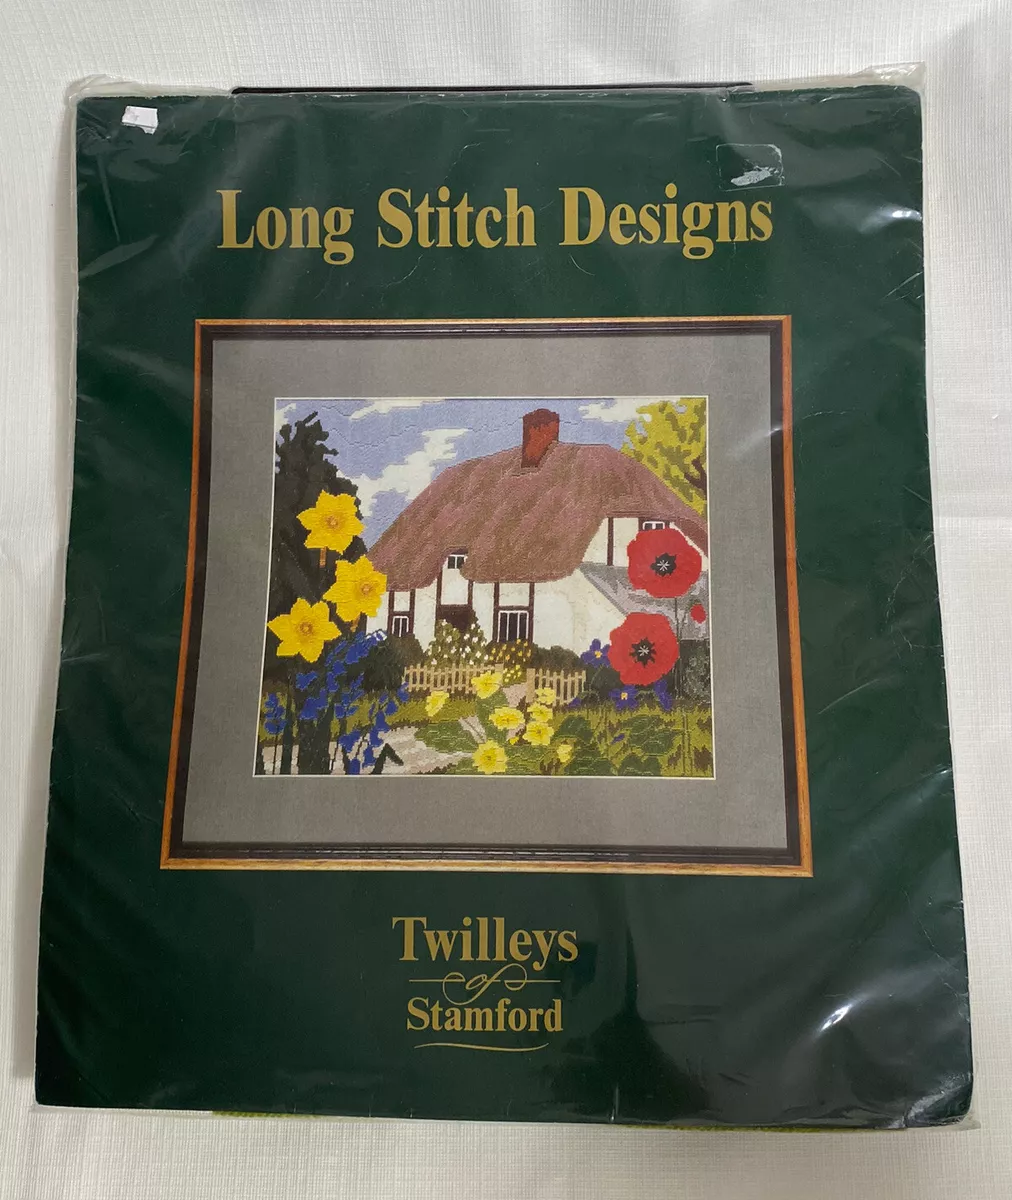 Long Stitch Designs
Twilleys
of
Stamford